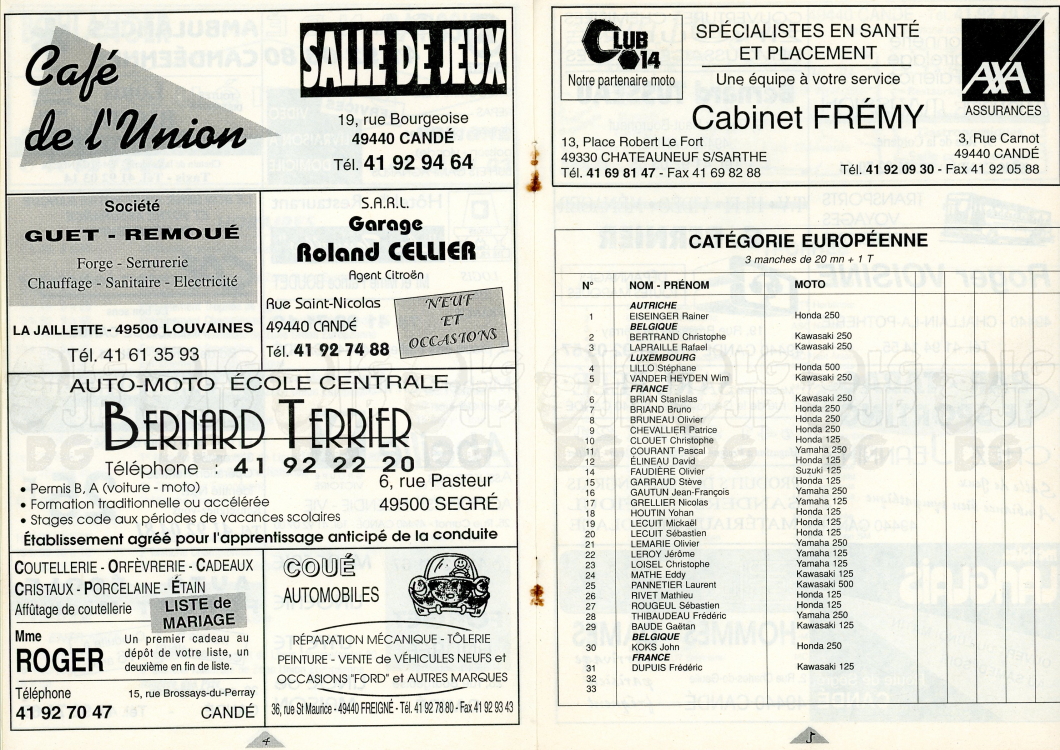 Café
de l'Union
SALLE DE JEUX
19, rue Bourgeoise
49440 CANDÉ
Tél. 41 92 94 64
Société
GUET - REMOUÉ
Forge - Serrurerie
Chauffage - Sanitaire - Electricité
LA JAILLETTE - 49500 LOUVAINES
Tél. 41 61 35 93
S.A.R.L.
Garage
Roland CELLIER
Agent Citroën
Rue Saint-Nicolas
49440 CANDÉ
Tél. 41 92 74 88
NEUF
ET
OCCASIONS
AUTO-MOTO ÉCOLE CENTRALE
BERNARD TERRIER
Téléphone : 41 92 22 20
6, rue Pasteur
49500 SEGRÉ
• Permis B, A (voiture - moto)
• Formation traditionnelle ou accélérée
• Stages code aux périodes de vacances scolaires
Établissement agréé pour l'apprentissage anticipé de la conduite
COUTELLERIE - ORFÈVRERIE - CADEAUX
CRISTAUX - PORCELAINE - ÉTAIN
Affûtage de coutellerie
LISTE de
MARIAGE
Mme
ROGER
Un premier cadeau au
dépôt de votre liste, un
deuxième en fin de liste.
Téléphone
41 92 70 47
15, rue Brossays-du-Perray
CANDÉ
COUÉ
AUTOMOBILES
RÉPARATION MÉCANIQUE - TÔLERIE
PEINTURE - VENTE de VÉHICULES NEUFS et
OCCASIONS "FORD" et AUTRES MARQUES
36, rue St Maurice - 49440 FREIGNÉ - Tél. 41 92 78 80 - Fax 41 92 93 43
4
CLUB
14
Notre partenaire moto
SPÉCIALISTES EN SANTÉ
ET PLACEMENT
Une équipe à votre service
Cabinet FRÉMY
AXA
ASSURANCES
13, Place Robert Le Fort
49330 CHATEAUNEUF S/SARTHE
Tél. 41 69 81 47 - Fax 41 69 82 88
3, Rue Carnot
49440 CANDÉ
Tél. 41 92 09 30 - Fax 41 92 05 88
CATÉGORIE EUROPÉENNE
3 manches de 20 mn + 1 T
N° NOM - PRÉNOM MOTO
AUTRICHE
1 EISEINGER Rainer Honda 250
BELGIQUE
2 BERTRAND Christophe Kawasaki 250
3 LAPRAILLE Rafael Kawasaki 250
LUXEMBOURG
4 LILLO Stéphane Honda 500
5 VANDER HEYDEN Wim Kawasaki 250
FRANCE
6 BRIAN Stanislas Kawasaki 250
7 BRIAND Bruno Honda 250
8 BRUNEAU Olivier Honda 250
9 CHEVALLIER Patrice Honda 250
10 CLOUET Christophe Honda 125
11 COURANT Pascal Yamaha 250
12 ÉLINEAU David Honda 125
14 FAUDIÈRE Olivier Suzuki 125
15 GARRAUD Stève Honda 125
16 GAUTUN Jean-François Yamaha 250
17 GRELLIER Nicolas Yamaha 125
18 HOUTIN Yohan Honda 125
19 LECUIT Mickaël Honda 125
20 LECUIT Sébastien Honda 125
21 LEMARIE Olivier Yamaha 250
22 LEROY Jérôme Yamaha 125
23 LOISEL Christophe Yamaha 125
24 MATHE Eddy Kawasaki 125
25 PANNETIER Laurent Kawasaki 500
26 RIVET Mathieu Honda 125
27 ROUGEUL Sébastien Honda 125
28 THIBAUDEAU Frédéric Yamaha 250
29 BAUDE Gaëtan Kawasaki 125
BELGIQUE
30 KOKS John Honda 250
FRANCE
31 DUPUIS Frédéric Kawasaki 125
32
33
5